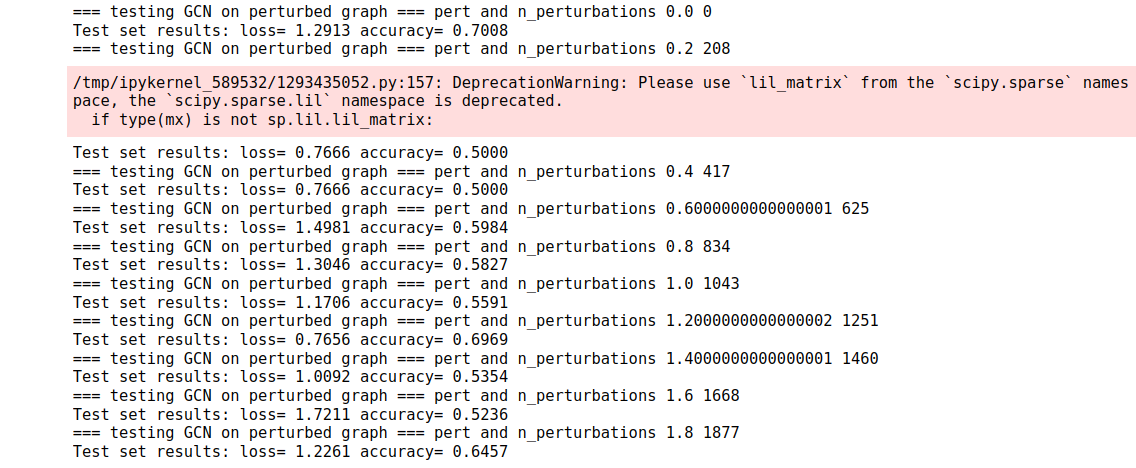 === testing GCN on perturbed graph === pert and n_perturbations 0.0 0
Test set results: loss= 1.2913 accuracy= 0.7008
=== testing GCN on perturbed graph === pert and n_perturbations 0.2 208
/tmp/ipykernel_589532/1293435052.py:157: DeprecationWarning: Please use `lil_matrix` from the `scipy.sparse` names
pace, the `scipy.sparse.lil` namespace is deprecated.
  if type(mx) is not sp.lil.lil_matrix:
Test set results: loss= 0.7666 accuracy= 0.5000
=== testing GCN on perturbed graph === pert and n_perturbations 0.4 417
Test set results: loss= 0.7666 accuracy= 0.5000
=== testing GCN on perturbed graph === pert and n_perturbations 0.6000000000000001 625
Test set results: loss= 1.4981 accuracy= 0.5984
=== testing GCN on perturbed graph === pert and n_perturbations 0.8 834
Test set results: loss= 1.3046 accuracy= 0.5827
=== testing GCN on perturbed graph === pert and n_perturbations 1.0 1043
Test set results: loss= 1.1706 accuracy= 0.5591
=== testing GCN on perturbed graph === pert and n_perturbations 1.2000000000000002 1251
Test set results: loss= 0.7656 accuracy= 0.6969
=== testing GCN on perturbed graph === pert and n_perturbations 1.4000000000000001 1460
Test set results: loss= 1.0092 accuracy= 0.5354
=== testing GCN on perturbed graph === pert and n_perturbations 1.6 1668
Test set results: loss= 1.7211 accuracy= 0.5236
=== testing GCN on perturbed graph === pert and n_perturbations 1.8 1877
Test set results: loss= 1.2261 accuracy= 0.6457